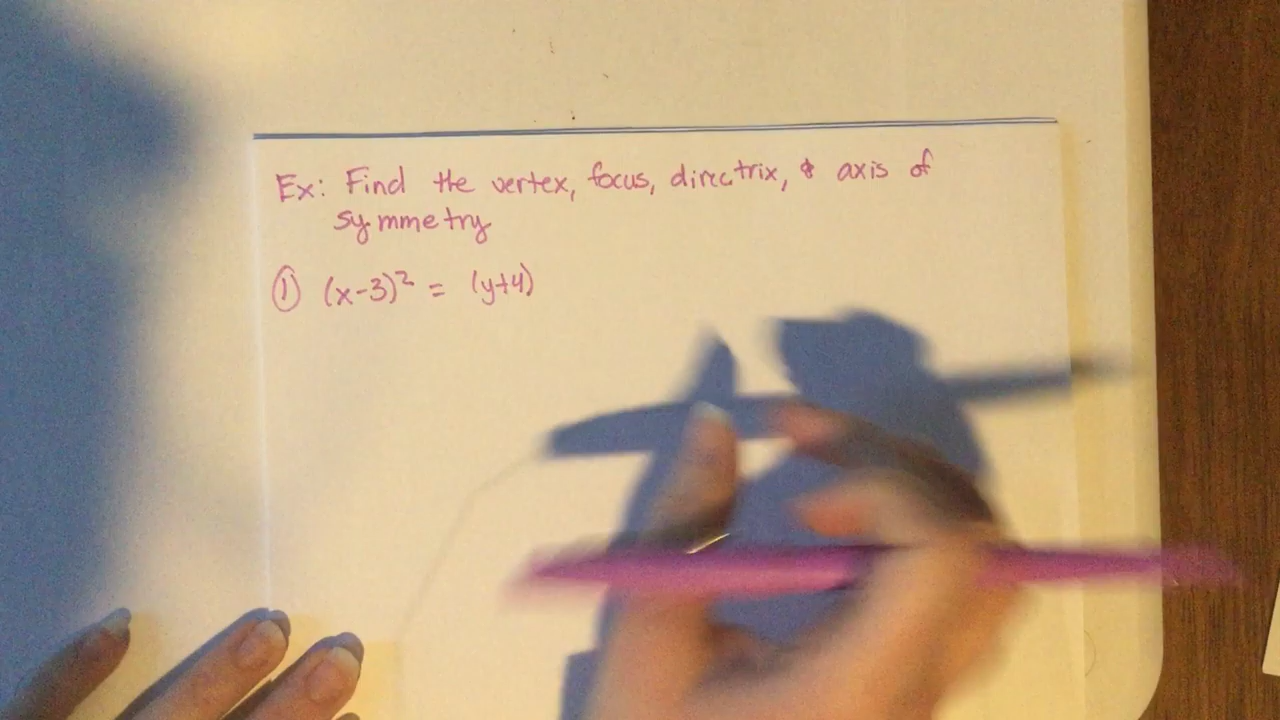 Ex: Find the vertex, focus, directrix, & axis of
symmetry
① (x-3)² = (y+4)